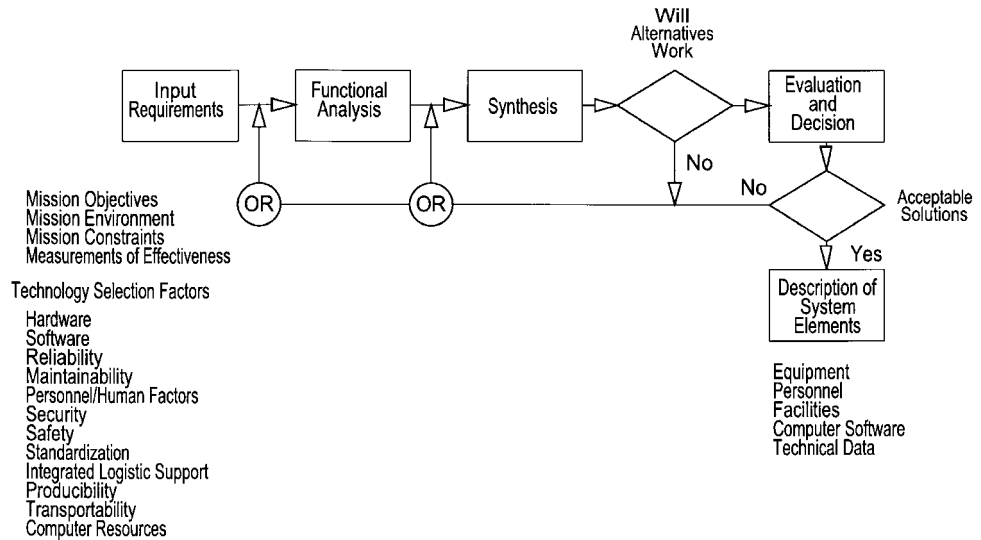 Will
Alternatives
Work
Input
Requirements
Functional
Analysis
Synthesis
Evaluation
and
Decision
No
No
OR
OR
Acceptable
Solutions
Yes
Description of
System
Elements
Mission Objectives
Mission Environment
Mission Constraints
Measurements of Effectiveness
Technology Selection Factors
Hardware
Software
Reliability
Maintainability
Personnel/Human Factors
Security
Safety
Standardization
Integrated Logistic Support
Producibility
Transportability
Computer Resources
Equipment
Personnel
Facilities
Computer Software
Technical Data